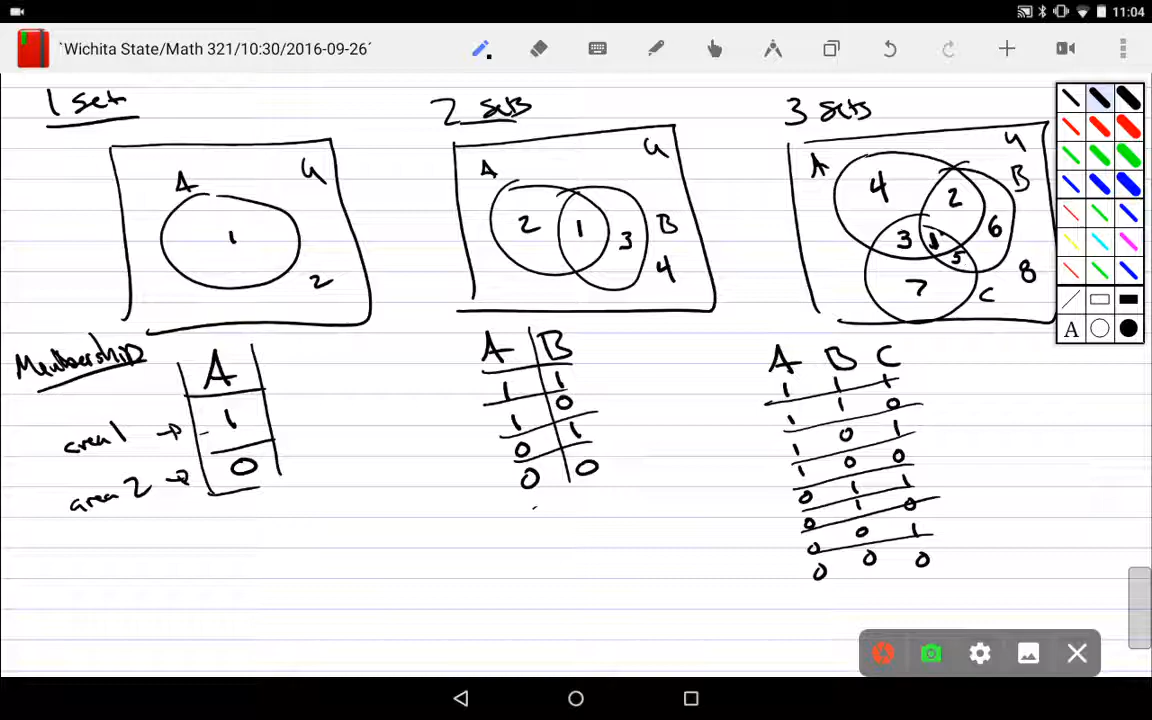 11:04
`Wichita State/Math 321/10:30/2016-09-26´
1 set
2 sets
3 sets
A
U
1
2
A
U
2
1
3
B
4
A
U
B
4
2
3
1
6
5
7
C
8
Membership
A
area 1 → 1
area 2 → 0
A B
1 1
1 0
0 1
0 0
A B C
1 1 1
1 1 0
1 0 1
1 0 0
0 1 1
0 1 0
0 0 1
0 0 0
A